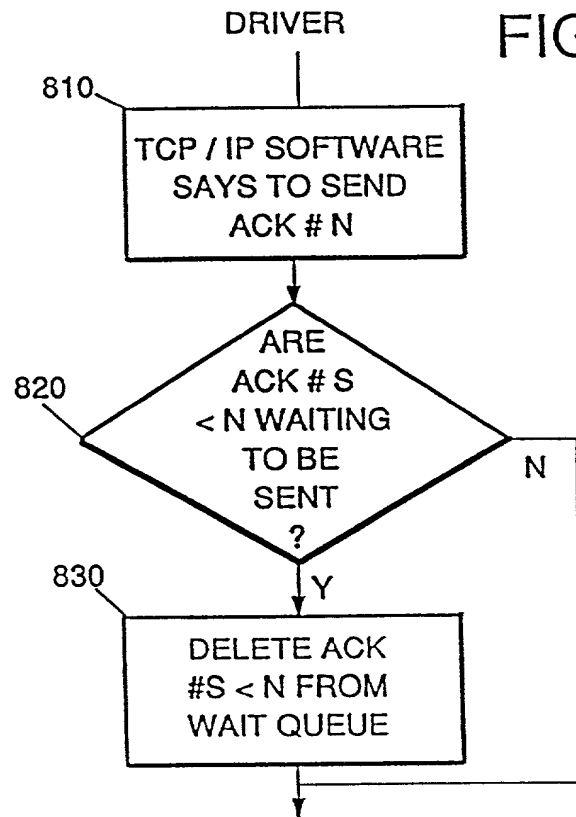 DRIVER
FIG
810
TCP / IP SOFTWARE
SAYS TO SEND
ACK # N
820
ARE
ACK # S
< N WAITING
TO BE
SENT
?
N
Y
830
DELETE ACK
#S < N FROM
WAIT QUEUE